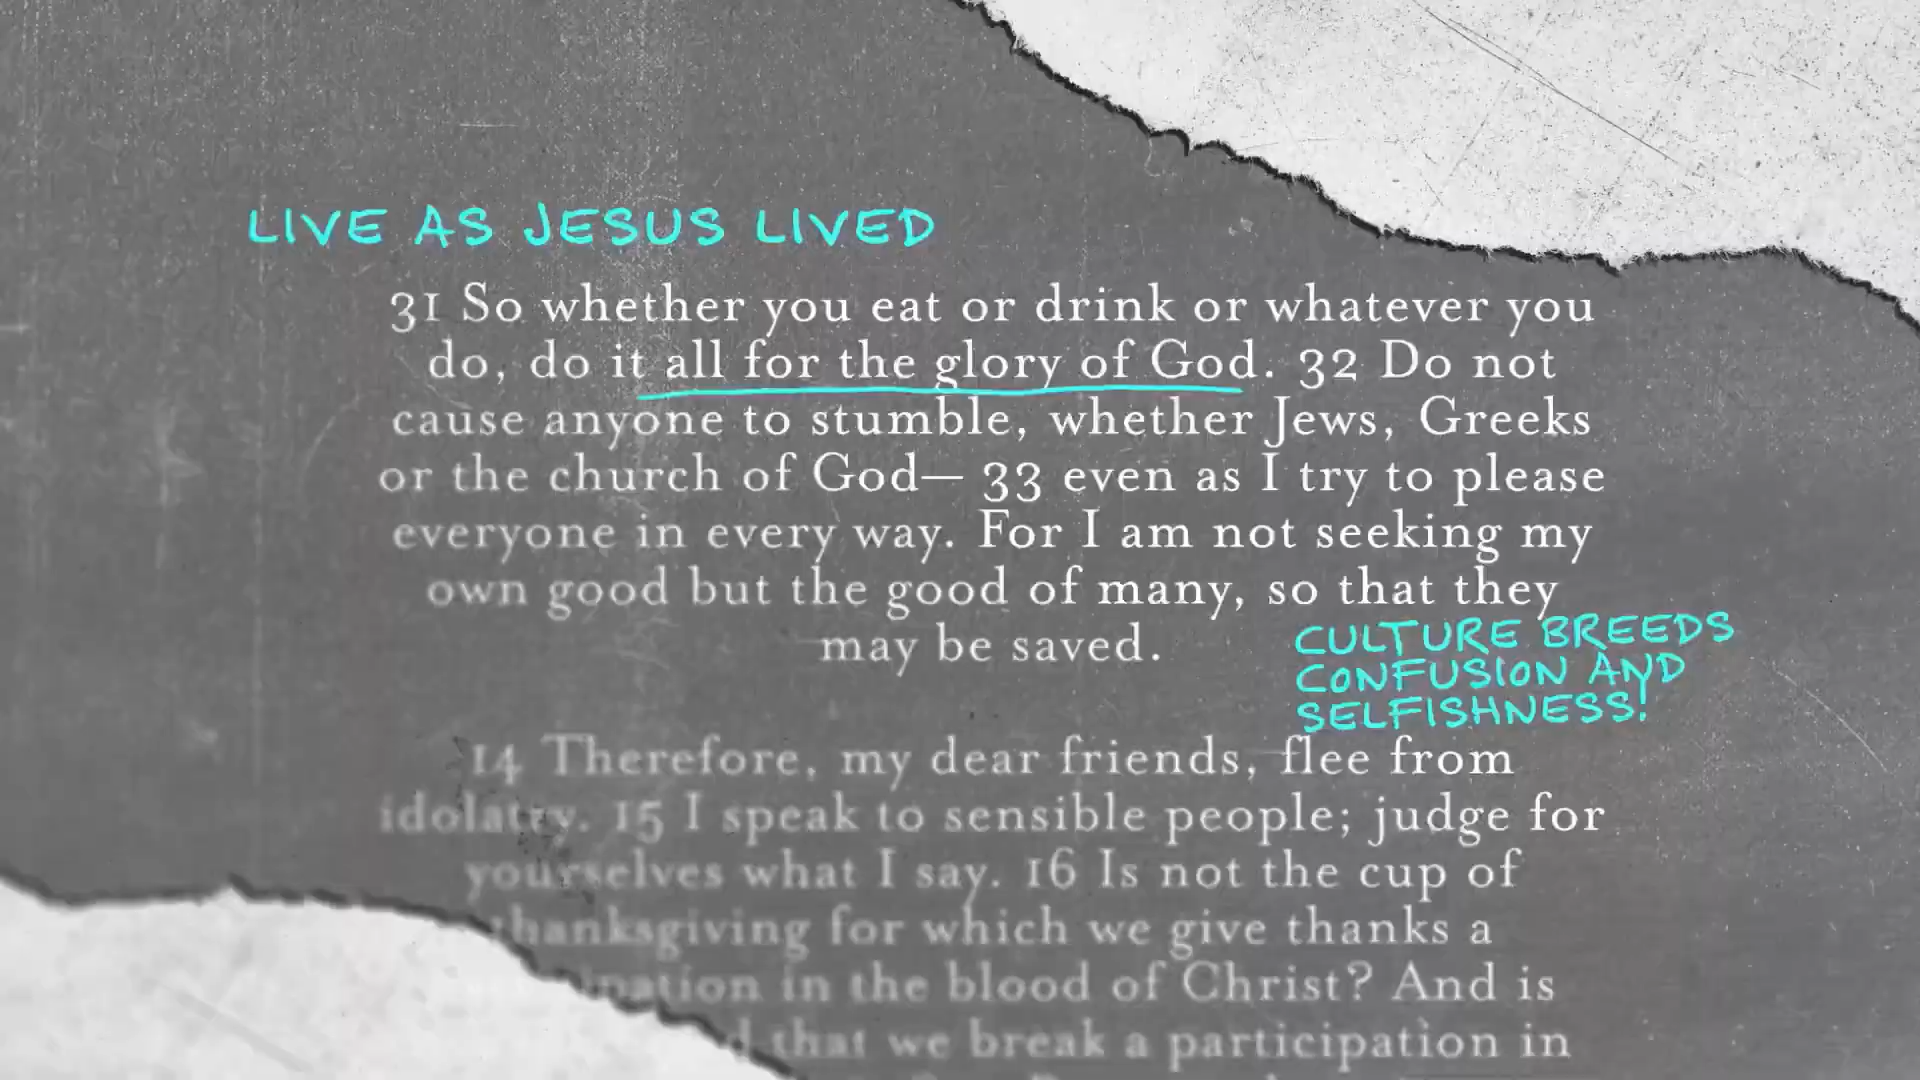 LIVE AS JESUS LIVED
31 So whether you eat or drink or whatever you
do, do it all for the glory of God. 32 Do not
cause anyone to stumble, whether Jews, Greeks
or the church of God— 33 even as I try to please
everyone in every way. For I am not seeking my
own good but the good of many, so that they
may be saved.
CULTURE BREEDS
CONFUSION AND
SELFISHNESS!
14 Therefore, my dear friends, flee from
idolatry. 15 I speak to sensible people; judge for
yourselves what I say. 16 Is not the cup of
thanksgiving for which we give thanks a
in the blood of Christ? And is
that we break a participation in